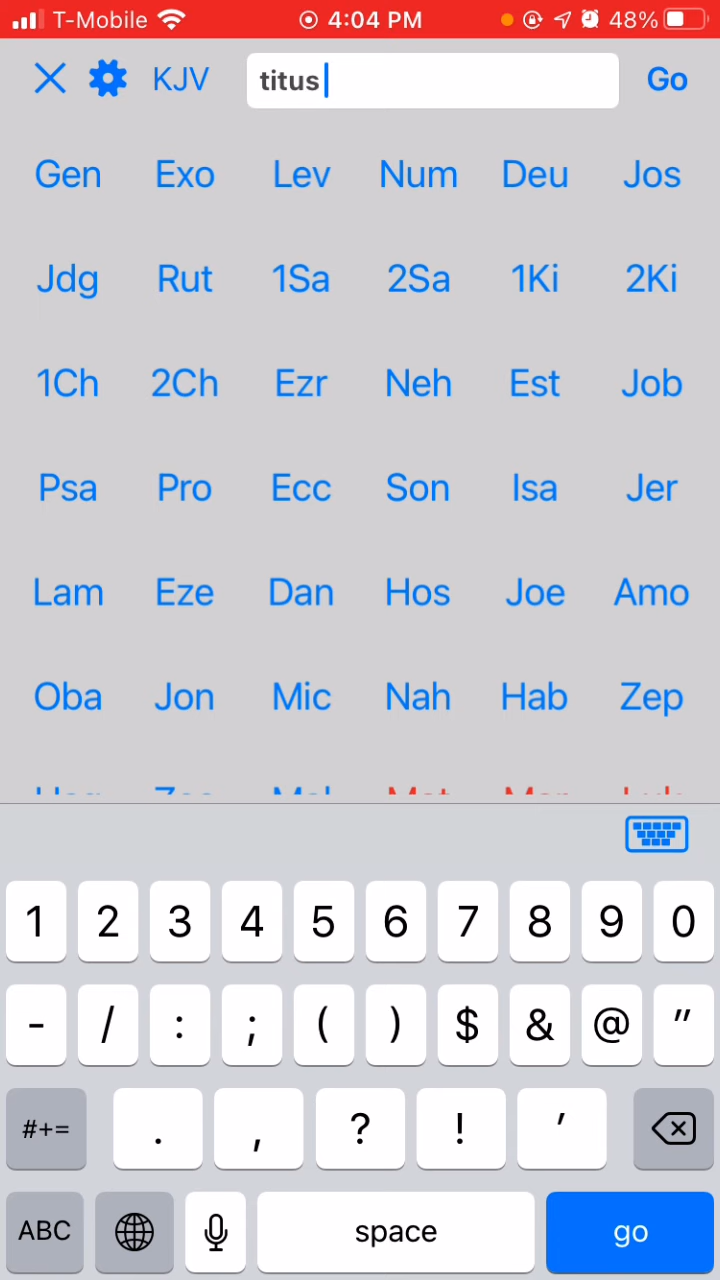 T-Mobile 4:04 PM 48%
KJV titus Go
Gen Exo Lev Num Deu Jos
Jdg Rut 1Sa 2Sa 1Ki 2Ki
1Ch 2Ch Ezr Neh Est Job
Psa Pro Ecc Son Isa Jer
Lam Eze Dan Hos Joe Amo
Oba Jon Mic Nah Hab Zep
1 2 3 4 5 6 7 8 9 0
- / : ; ( ) $ & @ "
#+= . , ? ! '
ABC space go